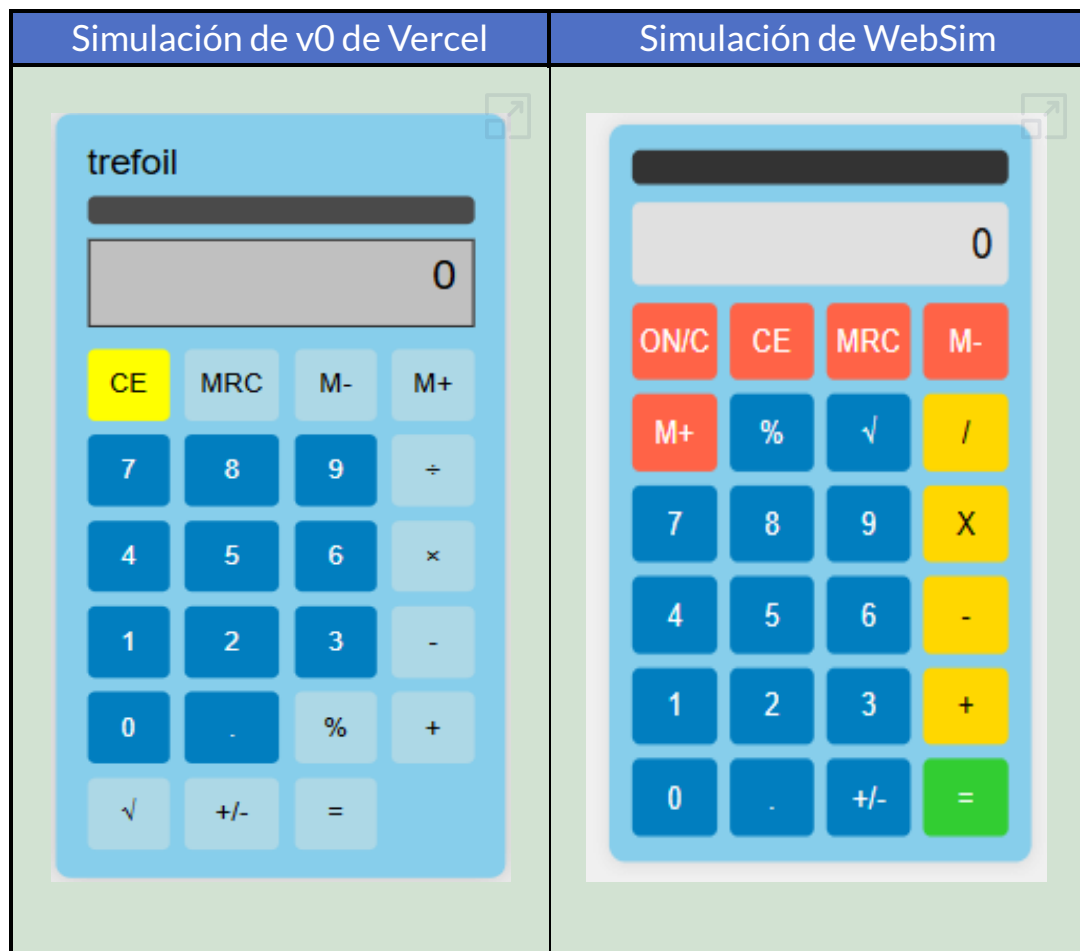 Simulación de v0 de Vercel
trefoil
0
CE MRC M- M+
7 8 9 ÷
4 5 6 ×
1 2 3 -
0 . % +
√ +/- =
Simulación de WebSim
0
ON/C CE MRC M-
M+ % √ /
7 8 9 X
4 5 6 -
1 2 3 +
0 . +/- =